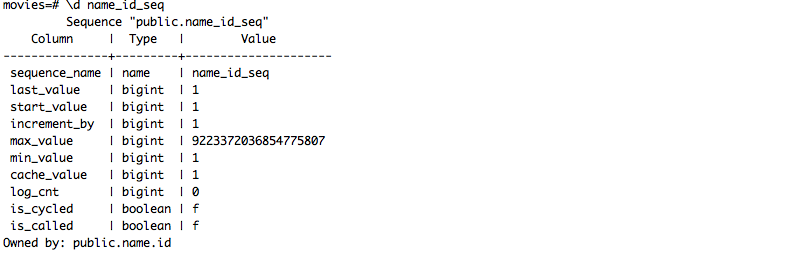 movies=# \d name_id_seq
Sequence "public.name_id_seq"
Column | Type | Value
---------------+---------+---------------------
sequence_name | name | name_id_seq
last_value | bigint | 1
start_value | bigint | 1
increment_by | bigint | 1
max_value | bigint | 9223372036854775807
min_value | bigint | 1
cache_value | bigint | 1
log_cnt | bigint | 0
is_cycled | boolean | f
is_called | boolean | f
Owned by: public.name.id